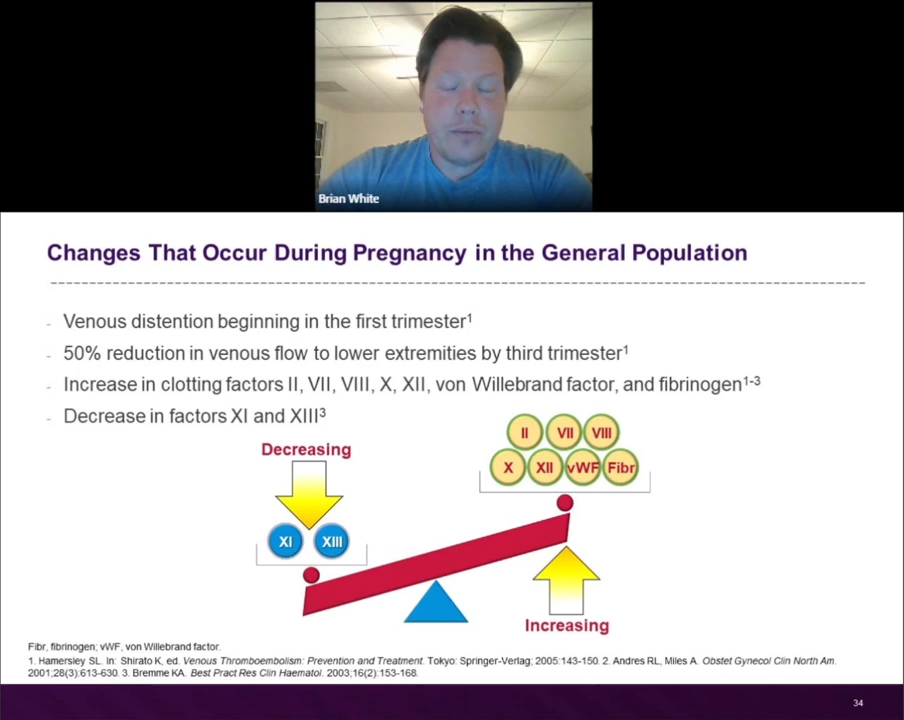 Brian White
Changes That Occur During Pregnancy in the General Population
- Venous distention beginning in the first trimester¹
- 50% reduction in venous flow to lower extremities by third trimester¹
- Increase in clotting factors II, VII, VIII, X, XII, von Willebrand factor, and fibrinogen¹⁻³
- Decrease in factors XI and XIII³
Decreasing
XI XIII
II VII VIII
X XII vWF Fibr
Increasing
Fibr, fibrinogen; vWF, von Willebrand factor.
1. Hamersley SL. In: Shirato K, ed. Venous Thromboembolism: Prevention and Treatment. Tokyo: Springer-Verlag; 2005:143-150. 2. Andres RL, Miles A. Obstet Gynecol Clin North Am.
2001;28(3):613-630. 3. Bremme KA. Best Pract Res Clin Haematol. 2003;16(2):153-168.
34